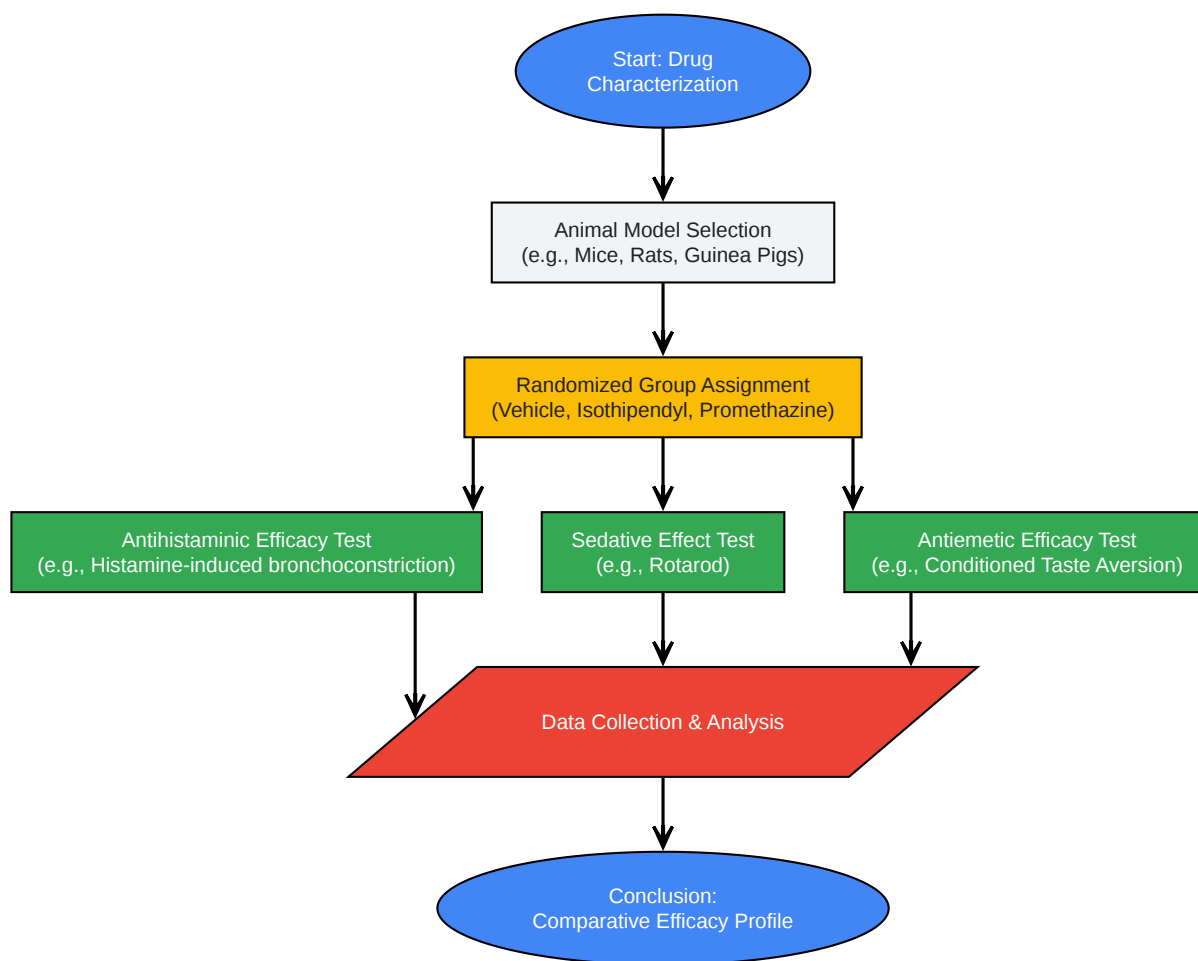 Start: Drug
Characterization
Animal Model Selection
(e.g., Mice, Rats, Guinea Pigs)
Randomized Group Assignment
(Vehicle, Isothipendyl, Promethazine)
Antihistaminic Efficacy Test
(e.g., Histamine-induced bronchoconstriction)
Sedative Effect Test
(e.g., Rotarod)
Antiemetic Efficacy Test
(e.g., Conditioned Taste Aversion)
Data Collection & Analysis
Conclusion:
Comparative Efficacy Profile